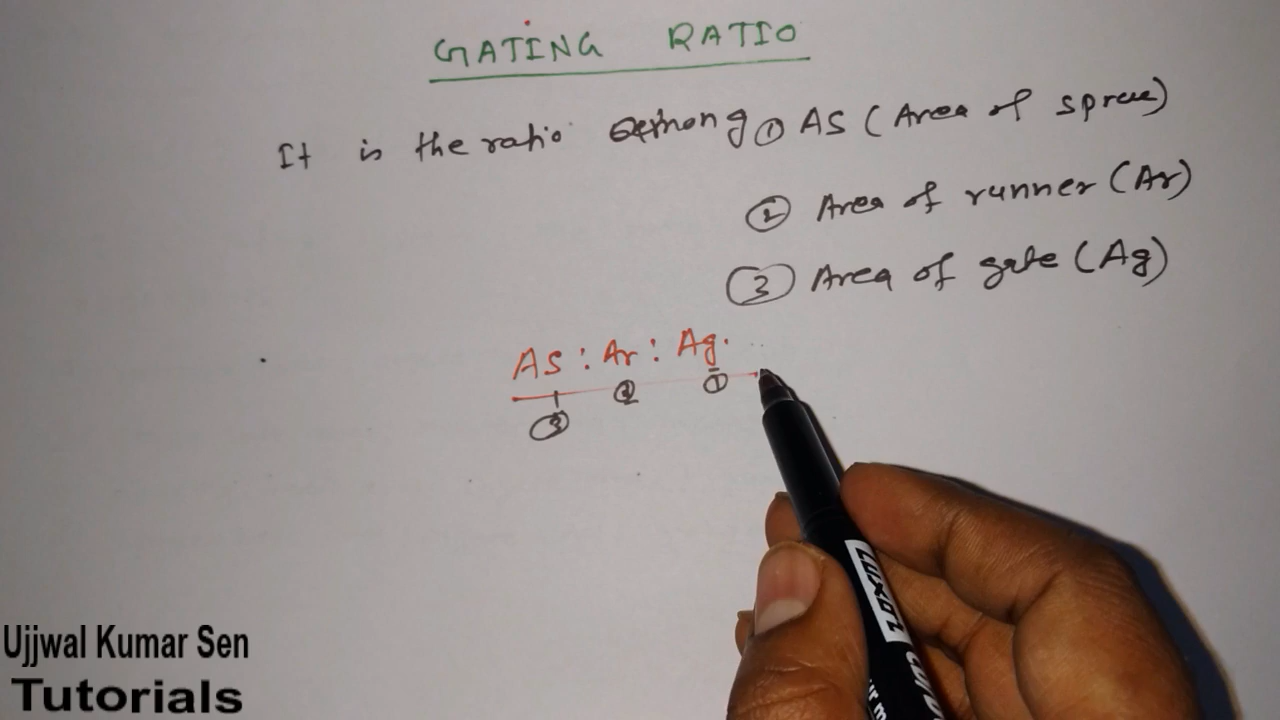 GATING RATIO
It is the ratio among ① AS (Area of sprue)
② Area of runner (Ar)
③ Area of gate (Ag)
AS : Ar : Ag.
③ ② ①
LUXOR
Ujjwal Kumar Sen
Tutorials